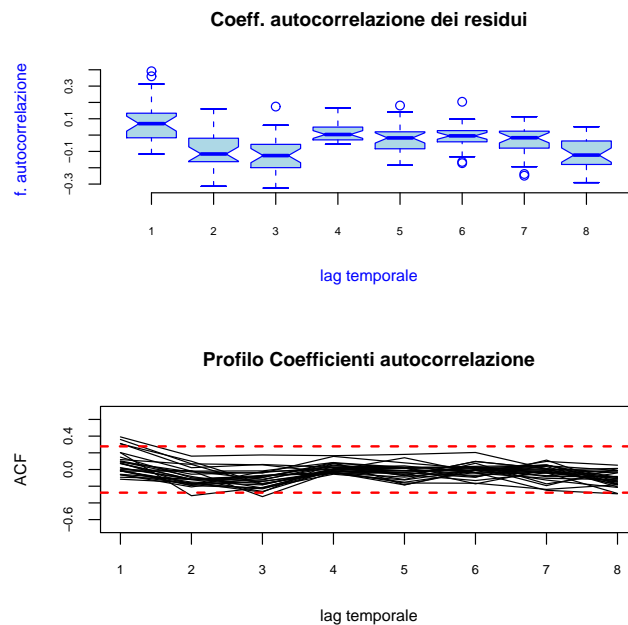 Coeff. autocorrelazione dei residui
f. autocorrelazione
0.3
0.1
−0.1
−0.3
1 2 3 4 5 6 7 8
lag temporale
Profilo Coefficienti autocorrelazione
ACF
0.4
0.0
−0.6
1 2 3 4 5 6 7 8
lag temporale